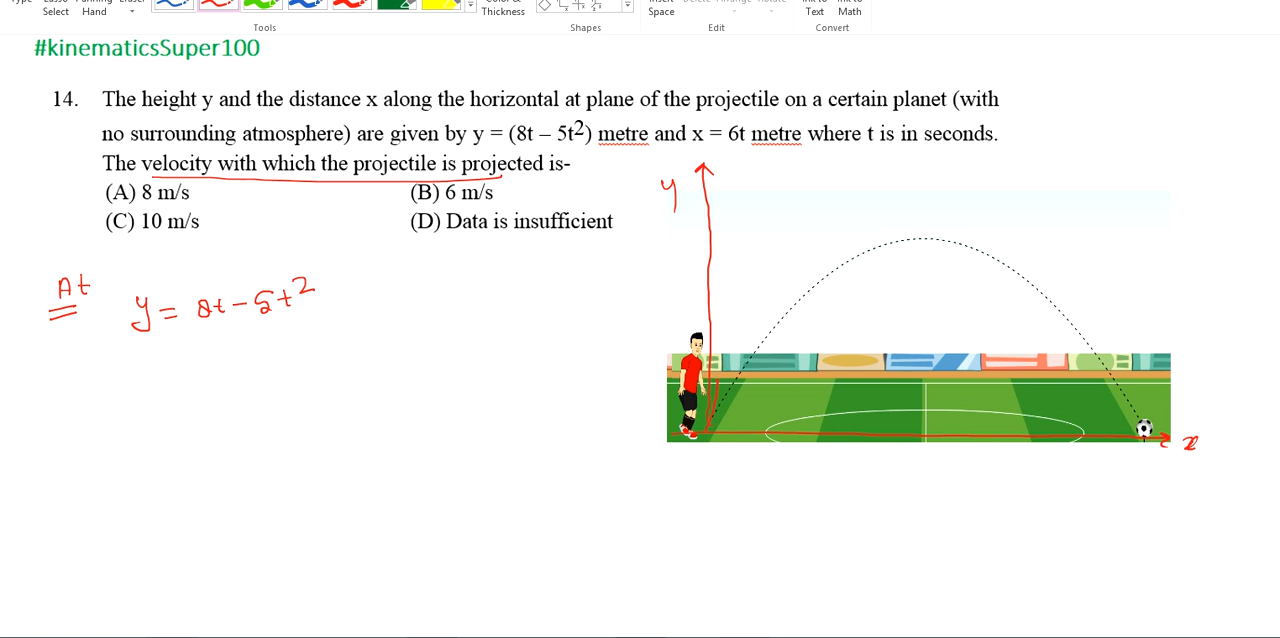 Select Hand Thickness Space Text Math
Tools Shapes Edit Convert
#kinematicsSuper100
14. The height y and the distance x along the horizontal at plane of the projectile on a certain planet (with
no surrounding atmosphere) are given by y = (8t – 5t²) metre and x = 6t metre where t is in seconds.
The velocity with which the projectile is projected is-
(A) 8 m/s (B) 6 m/s
(C) 10 m/s (D) Data is insufficient
y
At y = 8t - 5t²
x